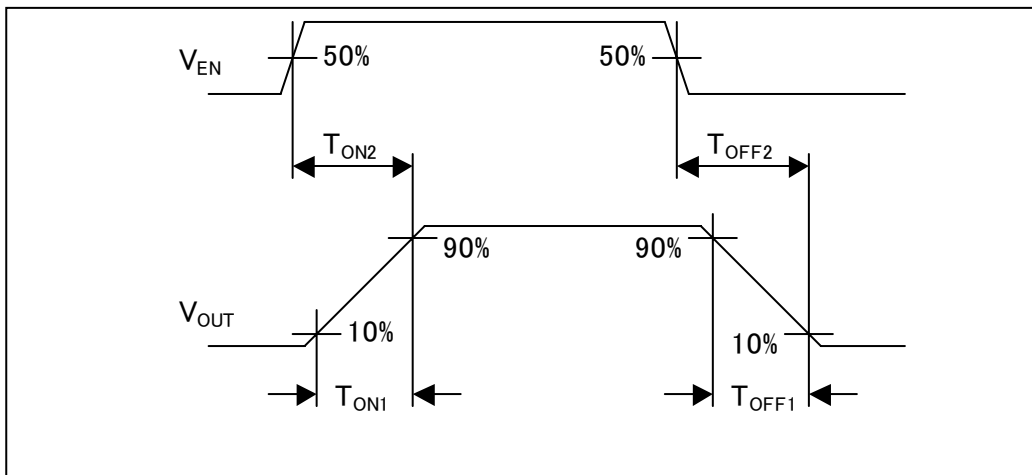 V_EN
50%
50%
T_ON2
T_OFF2
90%
90%
V_OUT
10%
10%
T_ON1
T_OFF1